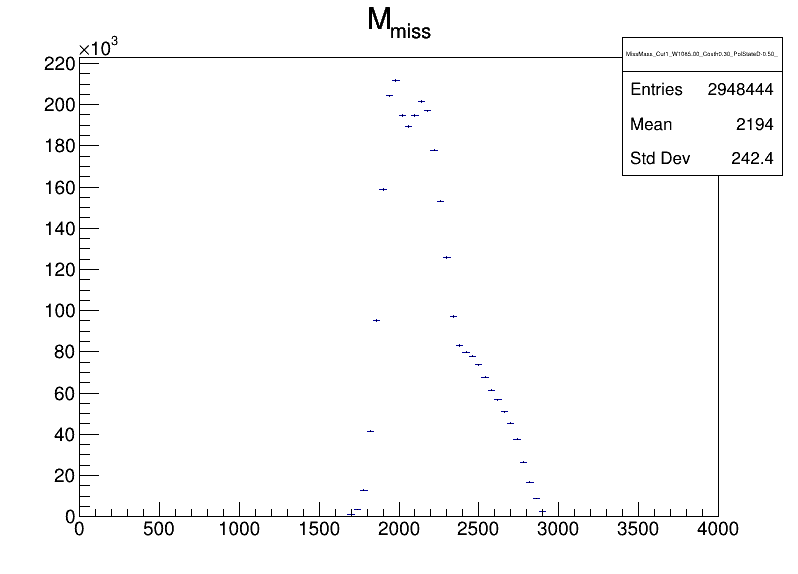 M_miss
×10³
MissMass_Cut1_W1085.00_Costh0.30_PolStateD-0.50_
Entries 2948444
Mean 2194
Std Dev 242.4
220
200
180
160
140
120
100
80
60
40
20
0
0 500 1000 1500 2000 2500 3000 3500 4000